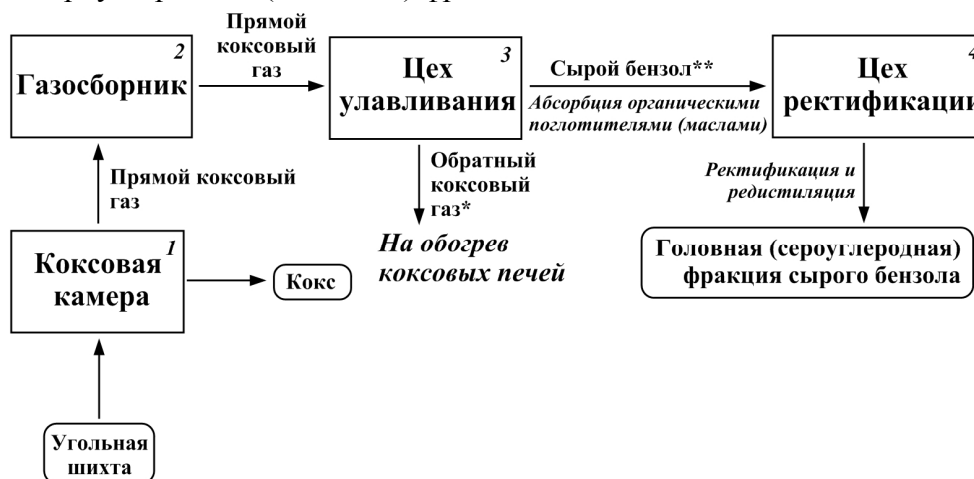 2
Газосборник
Прямой
коксовый
газ
3
Цех
улавливания
Сырой бензол**
Абсорбция органическими
поглотителями (маслами)
4
Цех
ректификации
Прямой коксовый
газ
Обратный
коксовый
газ*
Ректификация и
редистиляция
1
Коксовая
камера
Кокс
На обогрев
коксовых печей
Головная (сероуглеродная)
фракция сырого бензола
Угольная
шихта